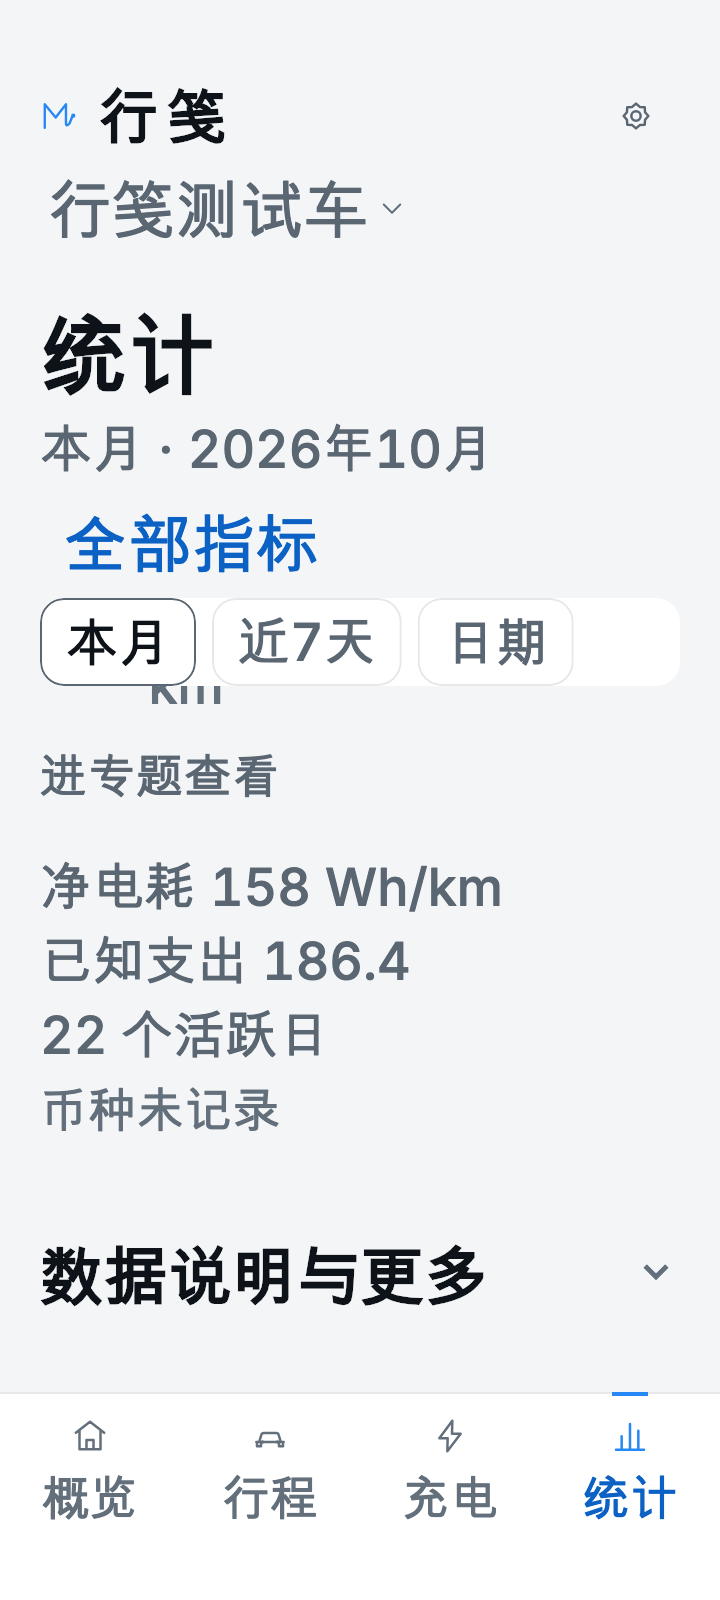 行笺
行笺测试车
统计
本月 · 2026年10月
全部指标
本月 近7天 日期
km
进专题查看
净电耗 158 Wh/km
已知支出 186.4
22 个活跃日
币种未记录
数据说明与更多
概览 行程 充电 统计